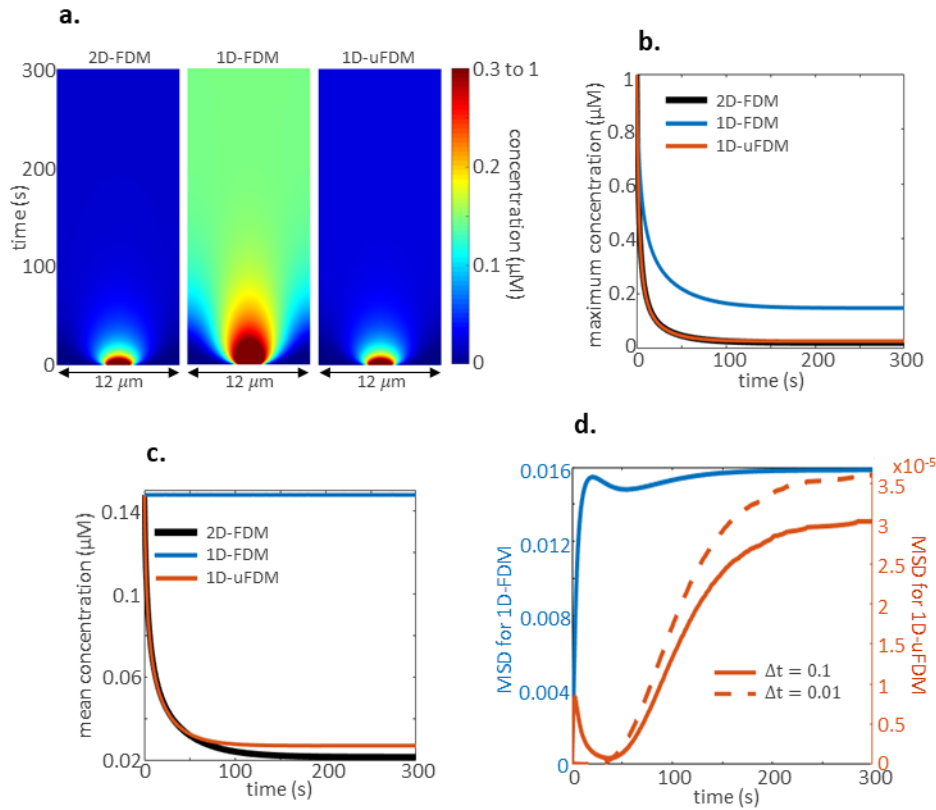 a.
2D-FDM 1D-FDM 1D-uFDM
300
200
100
0
time (s)
12 μm 12 μm 12 μm
0.3 to 1
0.2
0.1
0
concentration (μM)
b.
1
0.8
0.6
0.4
0.2
0
maximum concentration (μM)
2D-FDM
1D-FDM
1D-uFDM
0 100 200 300
time (s)
c.
0.14
0.1
0.06
0.02
mean concentration (μM)
2D-FDM
1D-FDM
1D-uFDM
0 100 200 300
time (s)
d.
0.016
0.012
0.008
0.004
0
MSD for 1D-FDM
x10-5
3.5
3
2.5
2
1.5
1
0.5
0
MSD for 1D-uFDM
Δt = 0.1
Δt = 0.01
0 100 200 300
time (s)